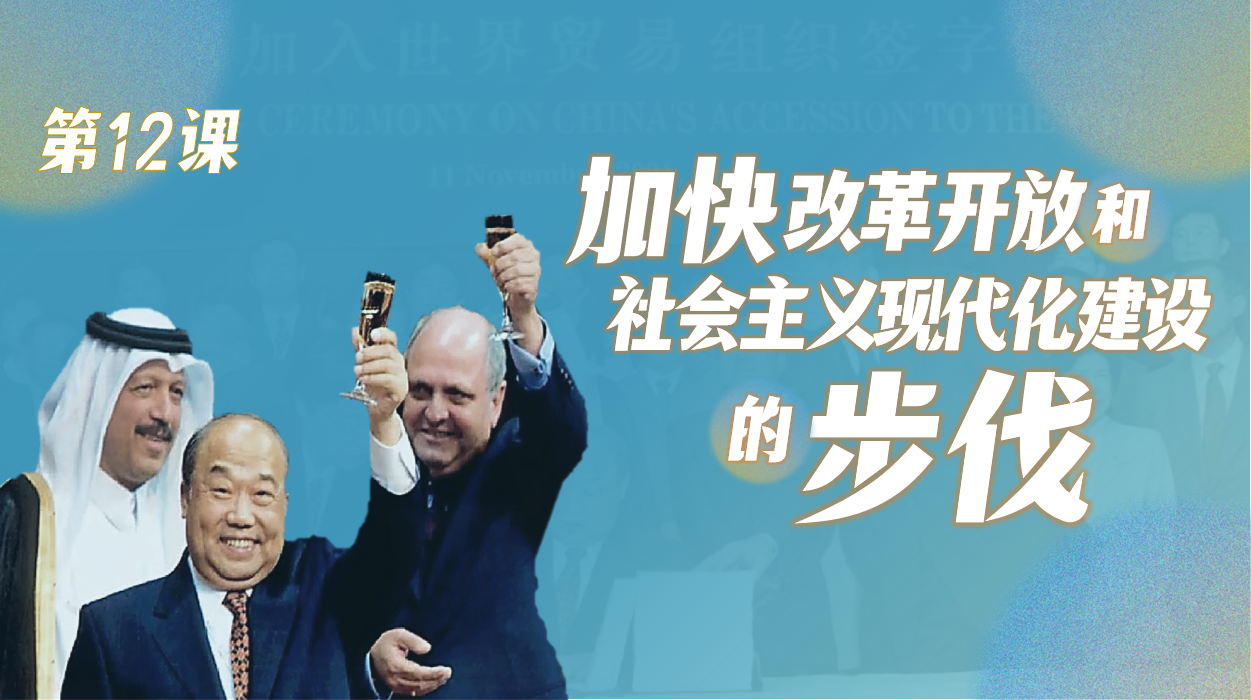 加入世界贸易组织签字
CEREMONY ON CHINA'S ACCESSION TO THE
11 November
第12课
加快改革开放和
社会主义现代化建设
的步伐